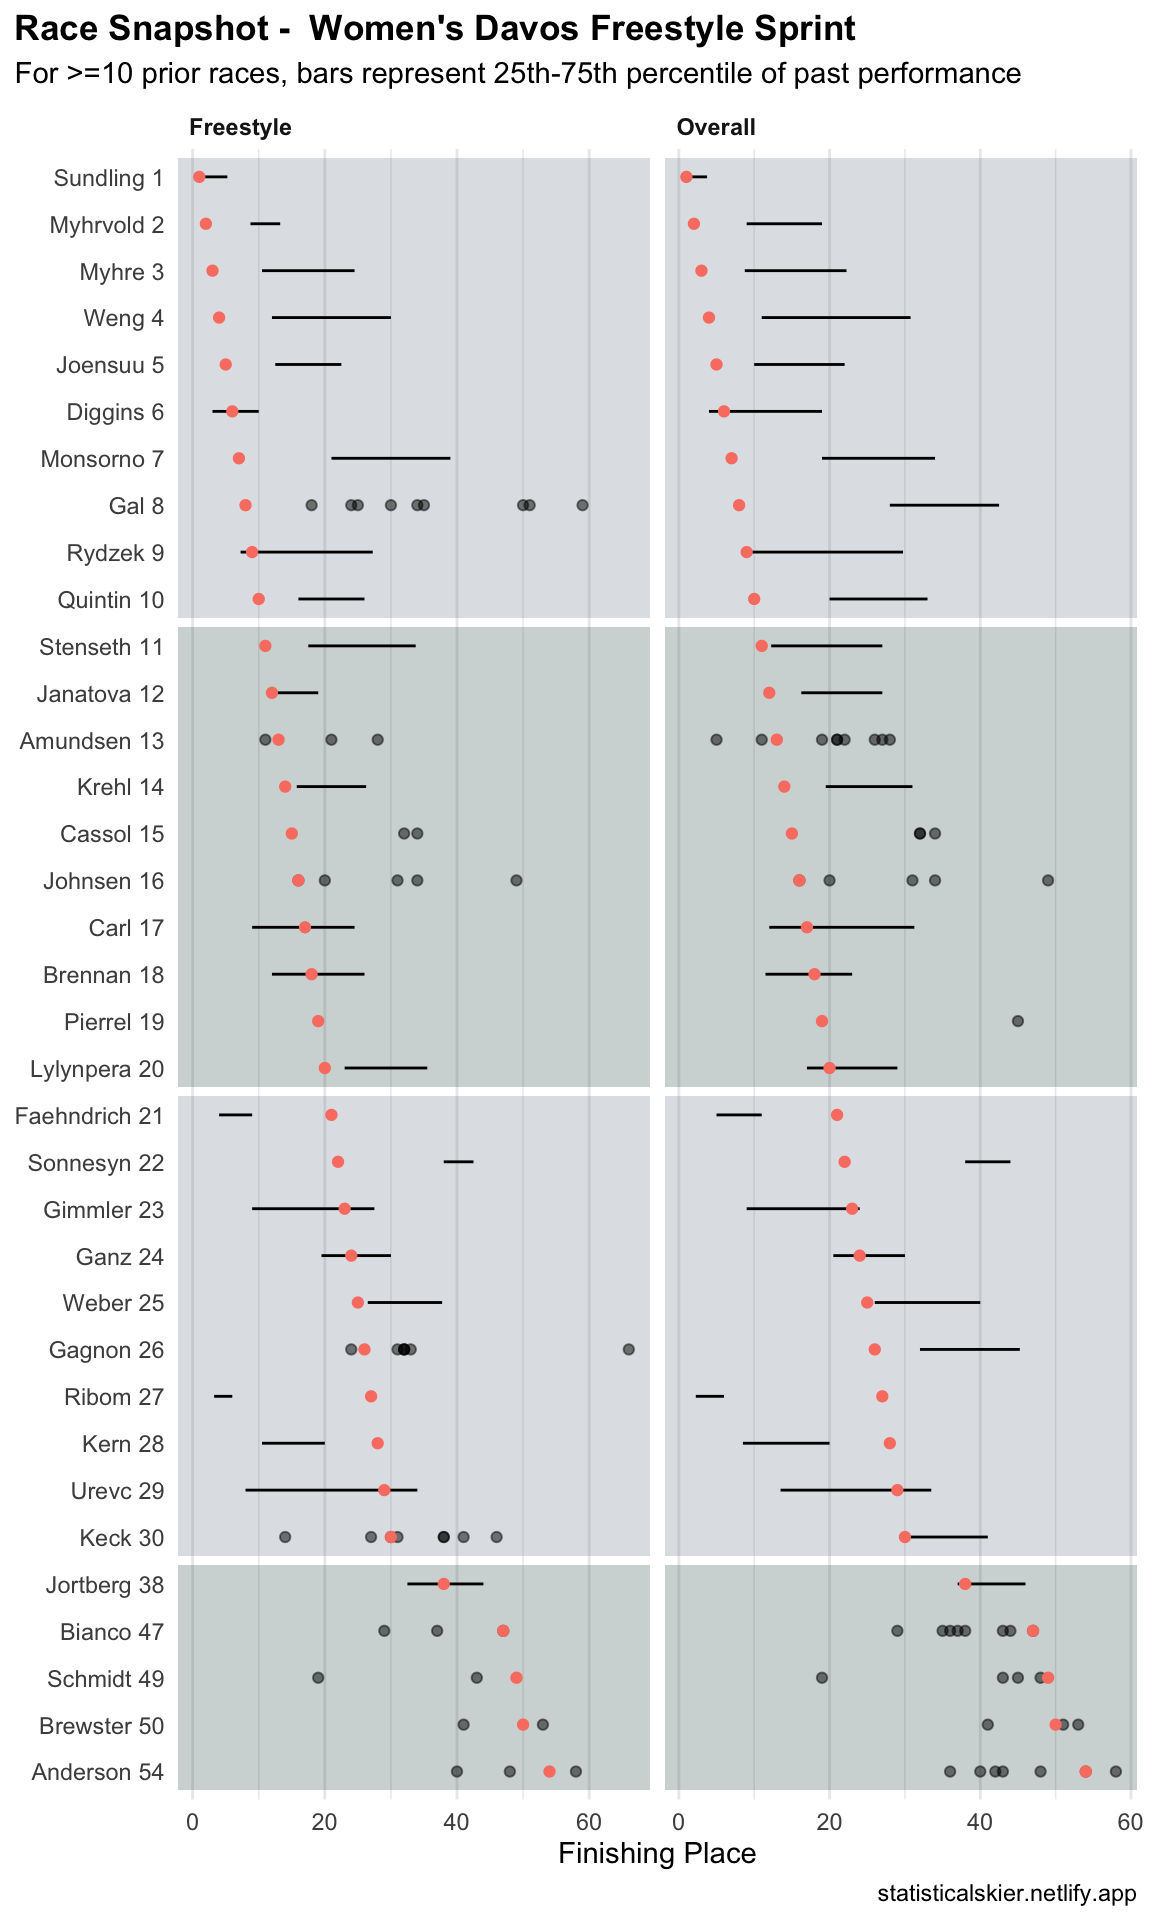 Race Snapshot -  Women's Davos Freestyle Sprint
For >=10 prior races, bars represent 25th-75th percentile of past performance
Freestyle Overall
Sundling 1
Myhrvold 2
Myhre 3
Weng 4
Joensuu 5
Diggins 6
Monsorno 7
Gal 8
Rydzek 9
Quintin 10
Stenseth 11
Janatova 12
Amundsen 13
Krehl 14
Cassol 15
Johnsen 16
Carl 17
Brennan 18
Pierrel 19
Lylynpera 20
Faehndrich 21
Sonnesyn 22
Gimmler 23
Ganz 24
Weber 25
Gagnon 26
Ribom 27
Kern 28
Urevc 29
Keck 30
Jortberg 38
Bianco 47
Schmidt 49
Brewster 50
Anderson 54
0 20 40 60 0 20 40 60
Finishing Place
statisticalskier.netlify.app